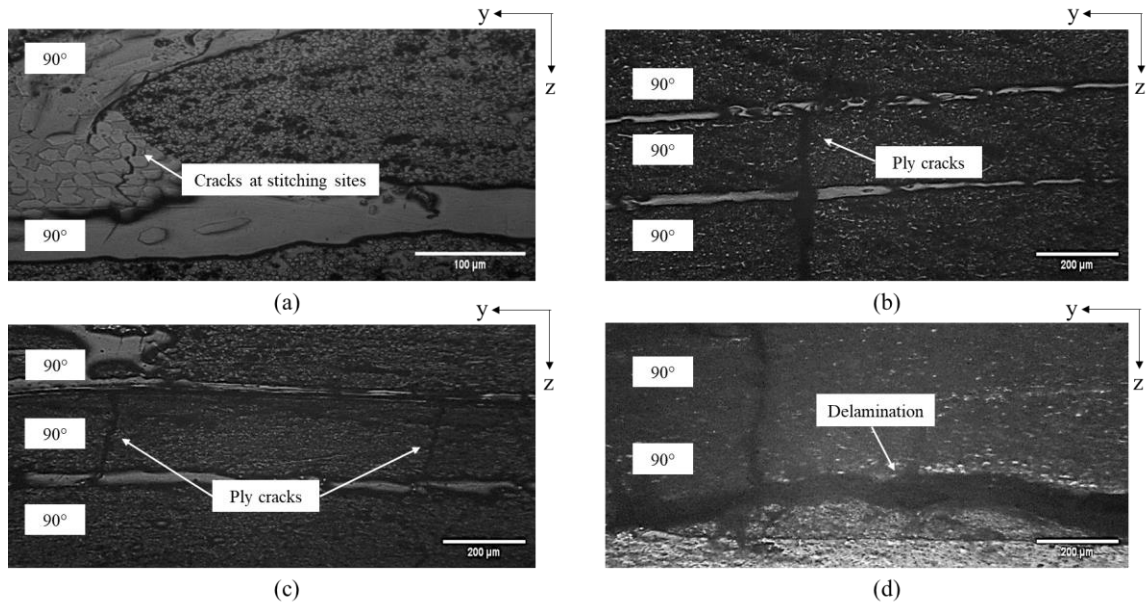 y
z
90°
Cracks at stitching sites
90°
100 µm
(a)
y
z
90°
90°
Ply cracks
90°
200 µm
(b)
y
z
90°
90°
Ply cracks
90°
200 µm
(c)
y
z
90°
Delamination
90°
200 µm
(d)